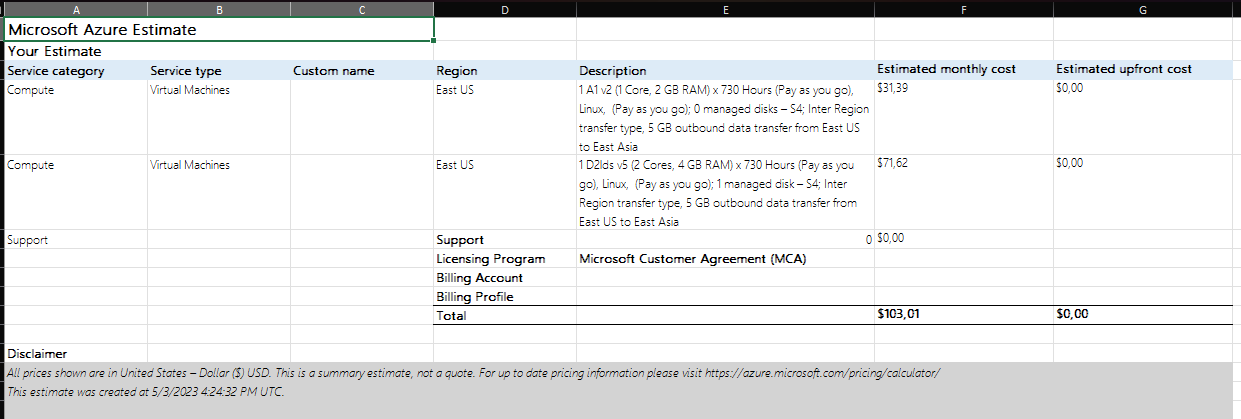 A B C D E F G
Microsoft Azure Estimate
Your Estimate
Service category Service type Custom name Region Description Estimated monthly cost Estimated upfront cost
Compute Virtual Machines East US 1 A1 v2 (1 Core, 2 GB RAM) x 730 Hours (Pay as you go), $31,39 $0,00
Linux, (Pay as you go); 0 managed disks – S4; Inter Region
transfer type, 5 GB outbound data transfer from East US
to East Asia
Compute Virtual Machines East US 1 D2lds v5 (2 Cores, 4 GB RAM) x 730 Hours (Pay as you $71,62 $0,00
go), Linux, (Pay as you go); 1 managed disk – S4; Inter
Region transfer type, 5 GB outbound data transfer from
East US to East Asia
Support Support 0 $0,00
Licensing Program Microsoft Customer Agreement (MCA)
Billing Account
Billing Profile
Total $103,01 $0,00
Disclaimer
All prices shown are in United States – Dollar ($) USD. This is a summary estimate, not a quote. For up to date pricing information please visit https://azure.microsoft.com/pricing/calculator/
This estimate was created at 5/3/2023 4:24:32 PM UTC.